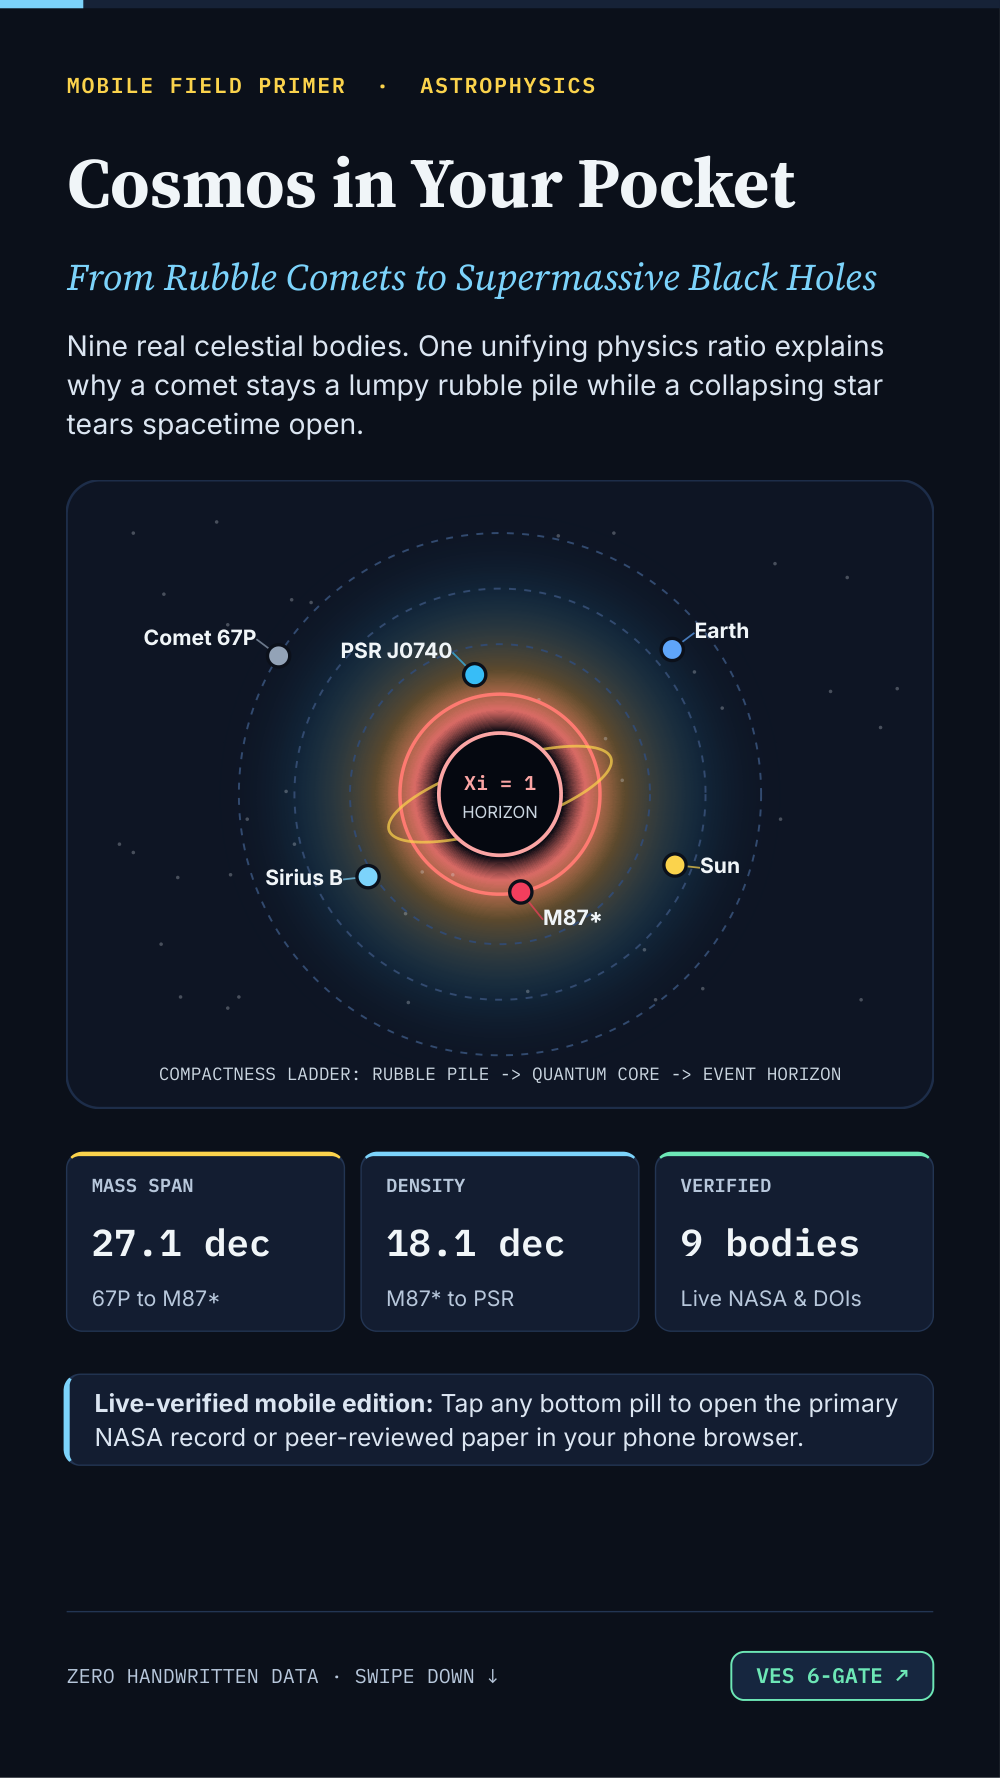 MOBILE FIELD PRIMER · ASTROPHYSICS
Cosmos in Your Pocket
From Rubble Comets to Supermassive Black Holes
Nine real celestial bodies. One unifying physics ratio explains
why a comet stays a lumpy rubble pile while a collapsing star
tears spacetime open.
Comet 67P
PSR J0740
Earth
Xi = 1
HORIZON
Sirius B
Sun
M87*
COMPACTNESS LADDER: RUBBLE PILE -> QUANTUM CORE -> EVENT HORIZON
MASS SPAN
27.1 dec
67P to M87*
DENSITY
18.1 dec
M87* to PSR
VERIFIED
9 bodies
Live NASA & DOIs
Live-verified mobile edition: Tap any bottom pill to open the primary
NASA record or peer-reviewed paper in your phone browser.
ZERO HANDWRITTEN DATA · SWIPE DOWN ↓
VES 6-GATE ↗